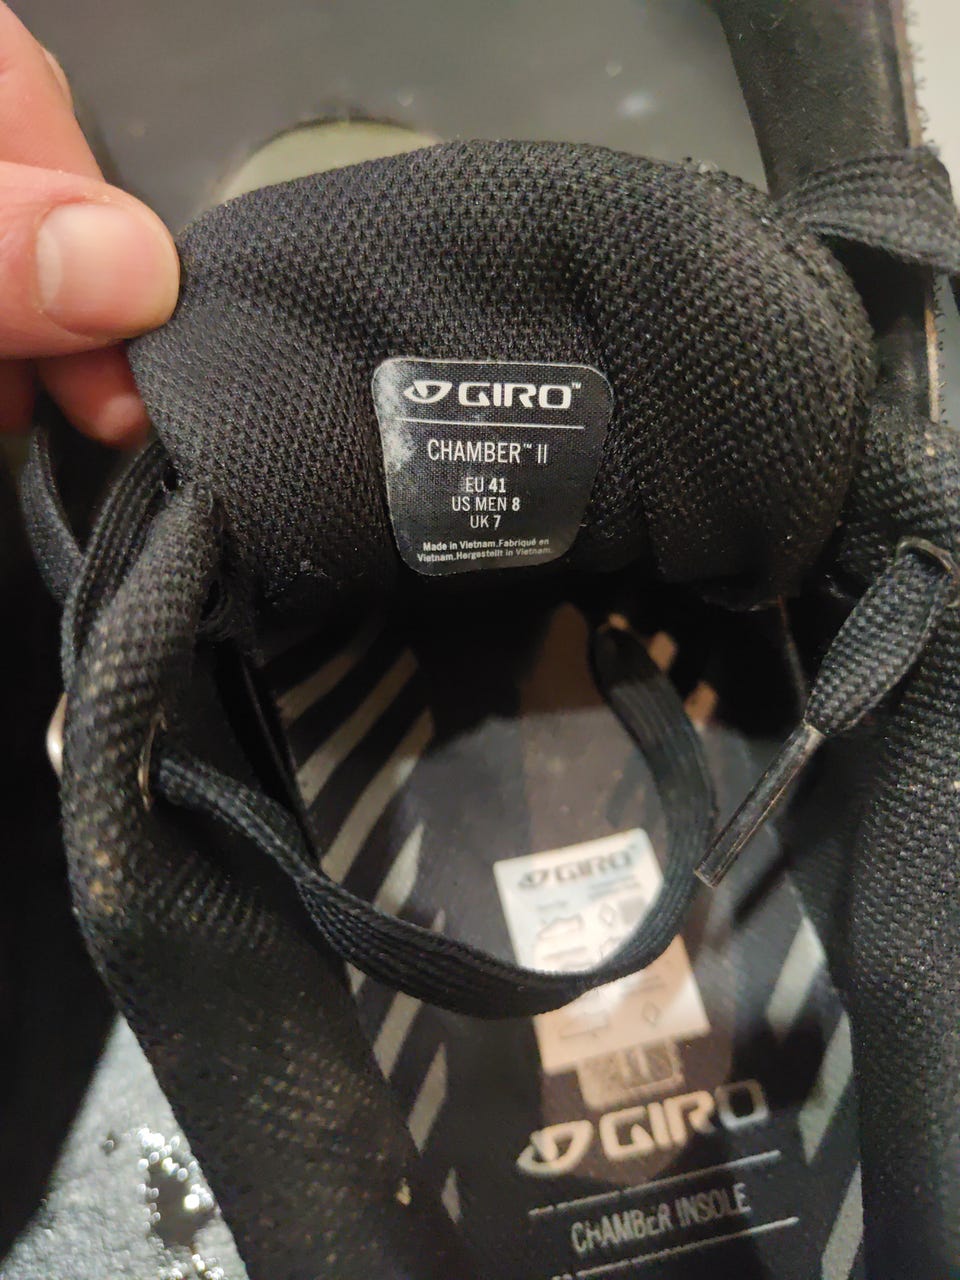 GIRO™
CHAMBER™ II
EU 41
US MEN 8
UK 7
Made in Vietnam.Fabriqué en
Vietnam.Hergestellt in Vietnam.
GIRO
GIRO
CHAMBER INSOLE